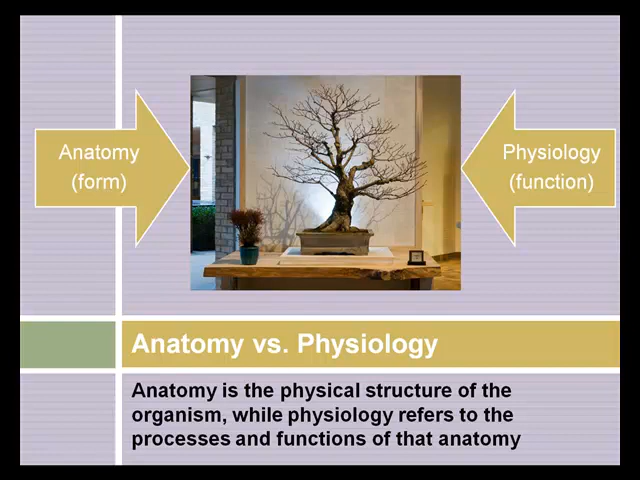 Anatomy
(form)
Physiology
(function)
Anatomy vs. Physiology
Anatomy is the physical structure of the
organism, while physiology refers to the
processes and functions of that anatomy